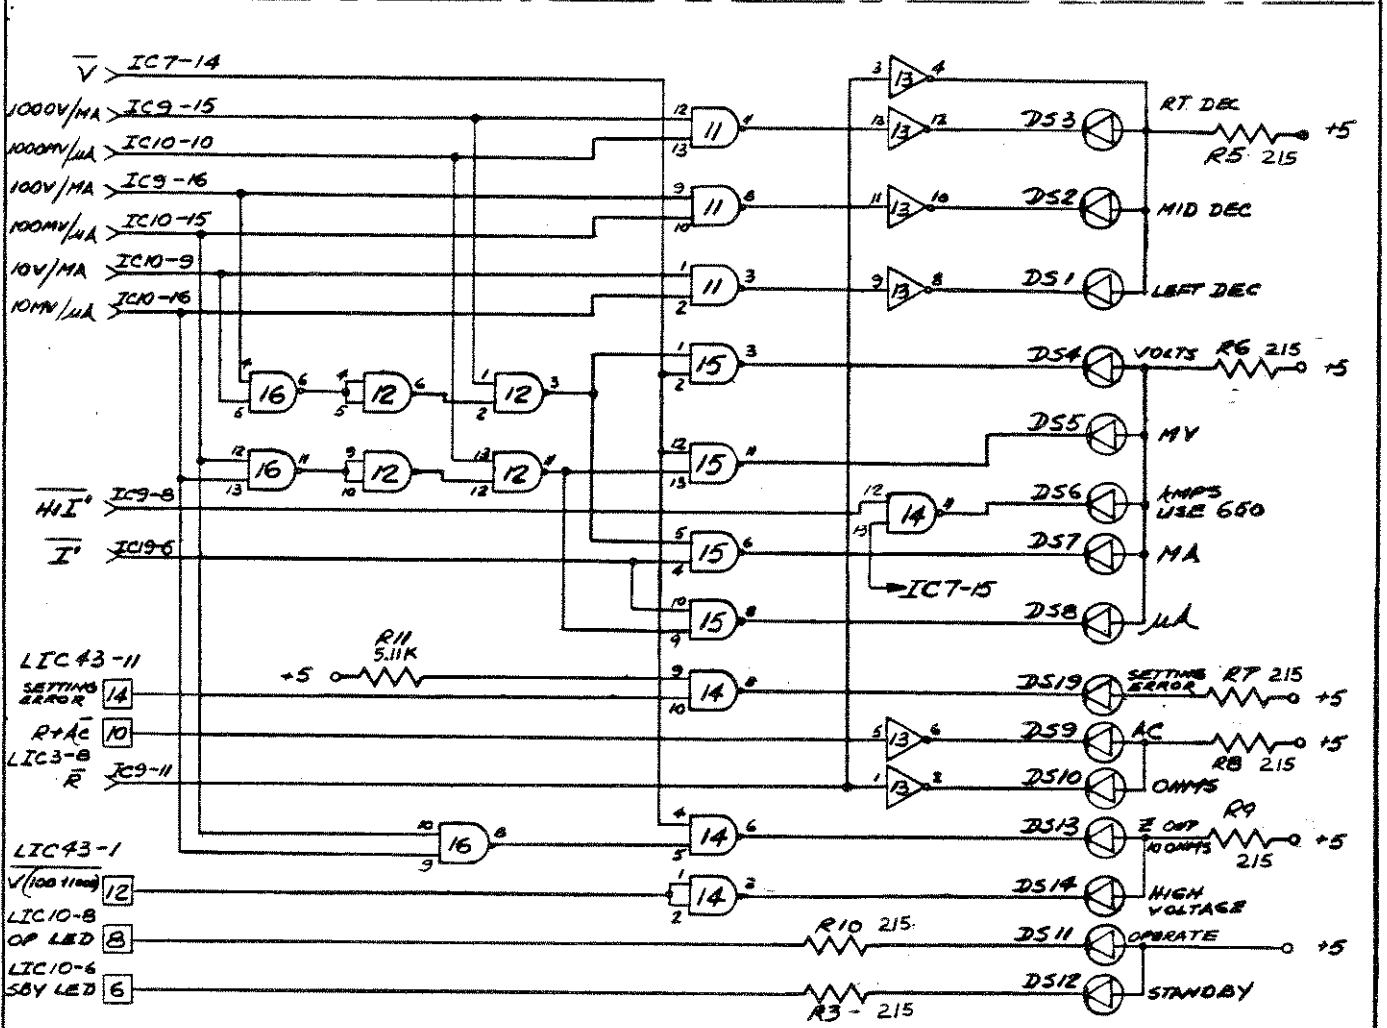 V IC7-14
1000V/MA IC9-15
1000MV/μA IC10-10
100V/MA IC9-16
100MV/μA IC10-15
10V/MA IC10-9
10MV/μA IC10-16
3 13 4
12 11 13
13 13 12 DS3 RT DEC R5 215 +5
9 11 8 10
11 13 10 DS2 MID DEC
1 11 3 2
9 13 8 DS1 LEFT DEC
4 16 6 4 5 12 6 1 2 12 3
1 15 3 2 DS4 VOLTS R6 215 +5
12 16 11 13 9 12 10 13 12 12 11
12 15 11 13 DS5 MV
HiI° IC9-8
12 14 11 13 DS6 AMPS
USE 660
I° IC19-6
5 15 6 4 DS7 MA
IC7-15
10 15 8 9 DS8 μA
LIC43-11
SETTING
ERROR 14
+5 R11
5.11K
9 14 8 10 DS19 SETTING
ERROR R7 215 +5
R+AC 10
LIC3-8
5 13 6 DS9 AC R8 215 +5
R IC9-11
1 13 2 DS10 OHMS
10 16 8 9
4 14 6 5 DS13 Z OUT
10 OHMS R9
215 +5
LIC43-1
V(100+1000) 12
1 14 2 DS14 HIGH
VOLTAGE
LIC10-8
OP LED 8 R10 215 DS11 OPERATE +5
LIC10-6
SBY LED 6 R3 - 215 DS12 STANDBY